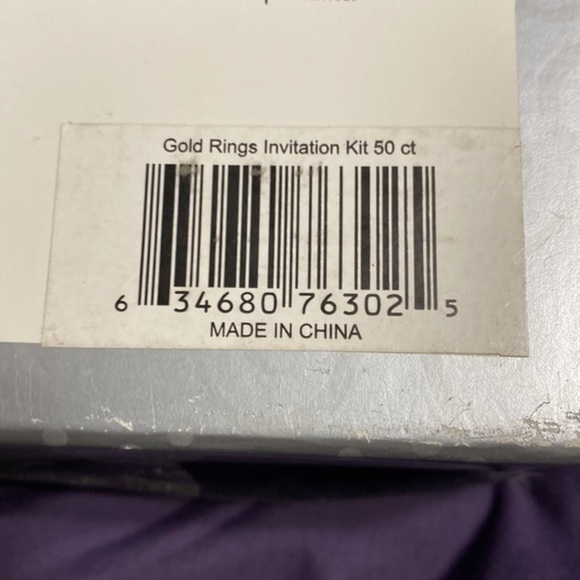 Gold Rings Invitation Kit 50 ct
6 34680 76302 5
MADE IN CHINA